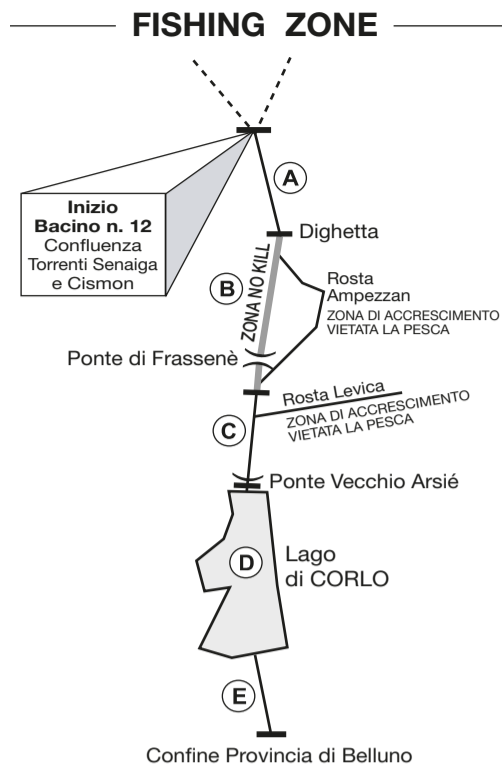 FISHING ZONE
A
Inizio
Bacino n. 12
Confluenza
Torrenti Senaiga
e Cismon
Dighetta
B
ZONA NO KILL
Rosta
Ampezzan
ZONA DI ACCRESCIMENTO
VIETATA LA PESCA
Ponte di Frassenè
Rosta Levica
ZONA DI ACCRESCIMENTO
VIETATA LA PESCA
C
Ponte Vecchio Arsié
D
Lago
di CORLO
E
Confine Provincia di Belluno